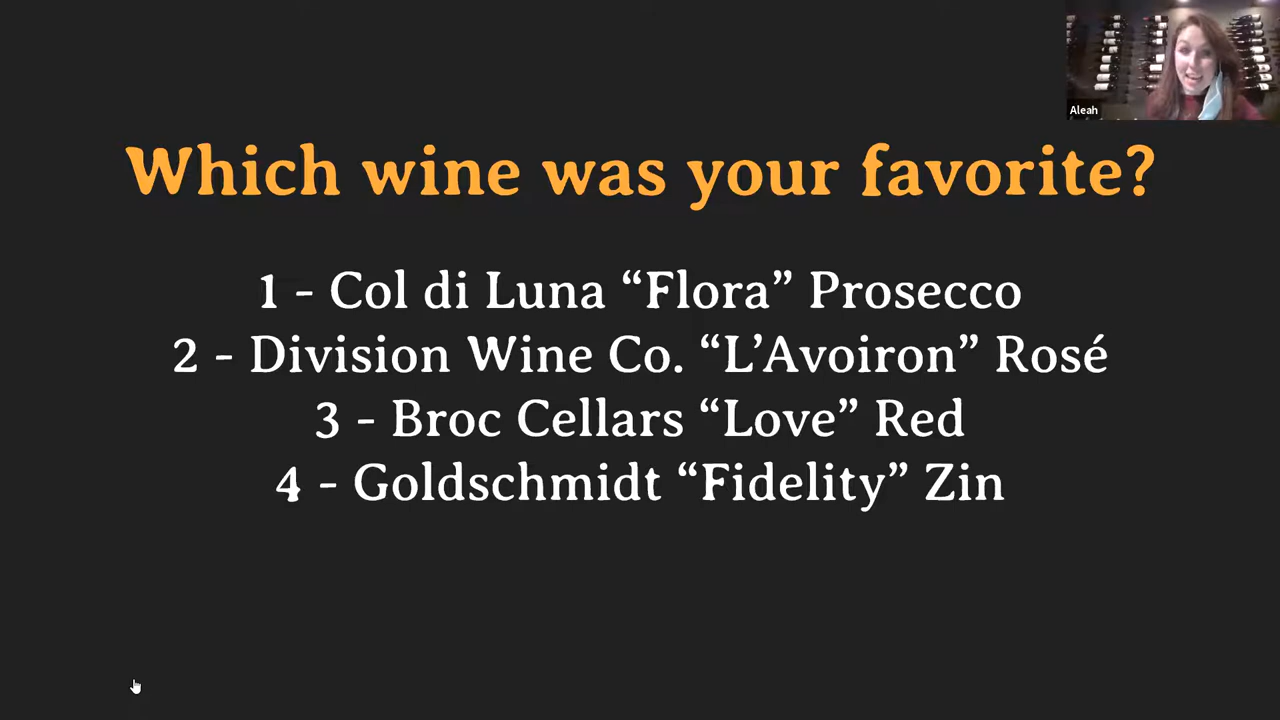 Aleah
Which wine was your favorite?
1 - Col di Luna “Flora” Prosecco
2 - Division Wine Co. “L’Avoiron” Rosé
3 - Broc Cellars “Love” Red
4 - Goldschmidt “Fidelity” Zin